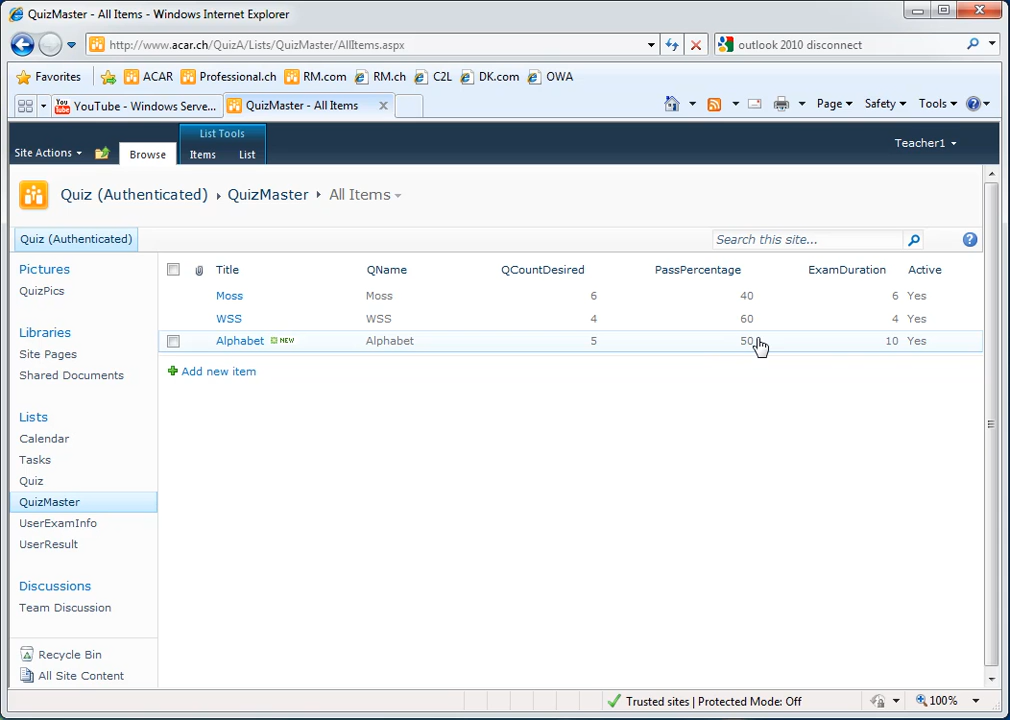 QuizMaster - All Items - Windows Internet Explorer
http://www.acar.ch/QuizA/Lists/QuizMaster/AllItems.aspx
outlook 2010 disconnect
Favorites ACAR Professional.ch RM.com RM.ch C2L DK.com OWA
You Tube YouTube - Windows Serve... QuizMaster - All Items Page Safety Tools
List Tools
Site Actions Browse Items List Teacher1
Quiz (Authenticated) QuizMaster All Items
Quiz (Authenticated) Search this site...
Pictures
QuizPics
Libraries
Site Pages
Shared Documents
Lists
Calendar
Tasks
Quiz
QuizMaster
UserExamInfo
UserResult
Discussions
Team Discussion
Recycle Bin
All Site Content
Title QName QCountDesired PassPercentage ExamDuration Active
Moss Moss 6 40 6 Yes
WSS WSS 4 60 4 Yes
Alphabet NEW Alphabet 5 50 10 Yes
Add new item
Trusted sites | Protected Mode: Off 100%